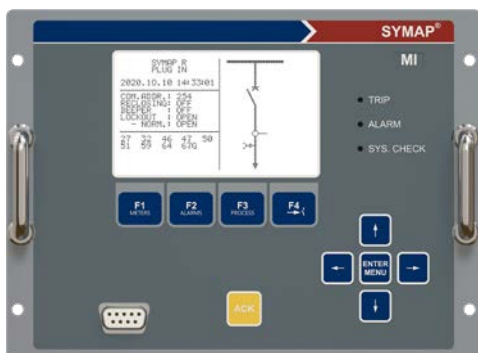 SYMAP®
MI
SYMAP R
PLUG IN
2020.10.10 14:33:01
COM.ADDR.: 254
RECLOSING: OFF
BEEPER : OFF
LOCKOUT : OPEN
- NORM.: OPEN
27 32 46 47 50
51 59 64 67G
TRIP
ALARM
SYS. CHECK
F1
METERS
F2
ALARMS
F3
PROCESS
F4
ENTER
MENU
ACK